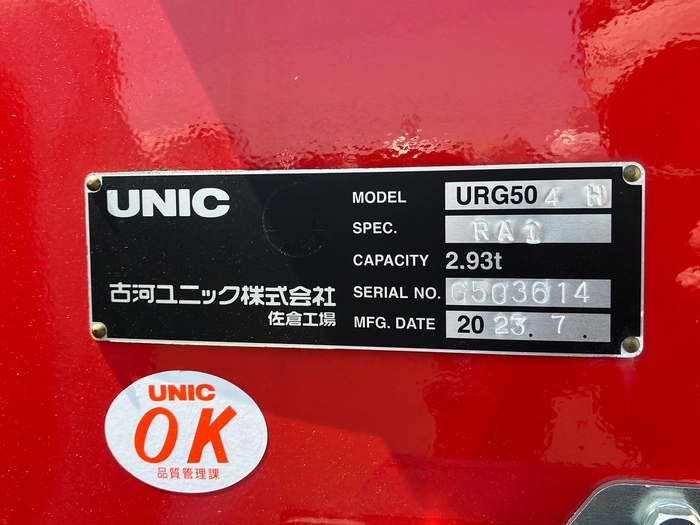 UNIC
MODEL URG504 H
SPEC. RA1
CAPACITY 2.93t
古河ユニック株式会社
SERIAL NO. G503614
佐倉工場
MFG. DATE 2023. 7.
UNIC
OK
品質管理課